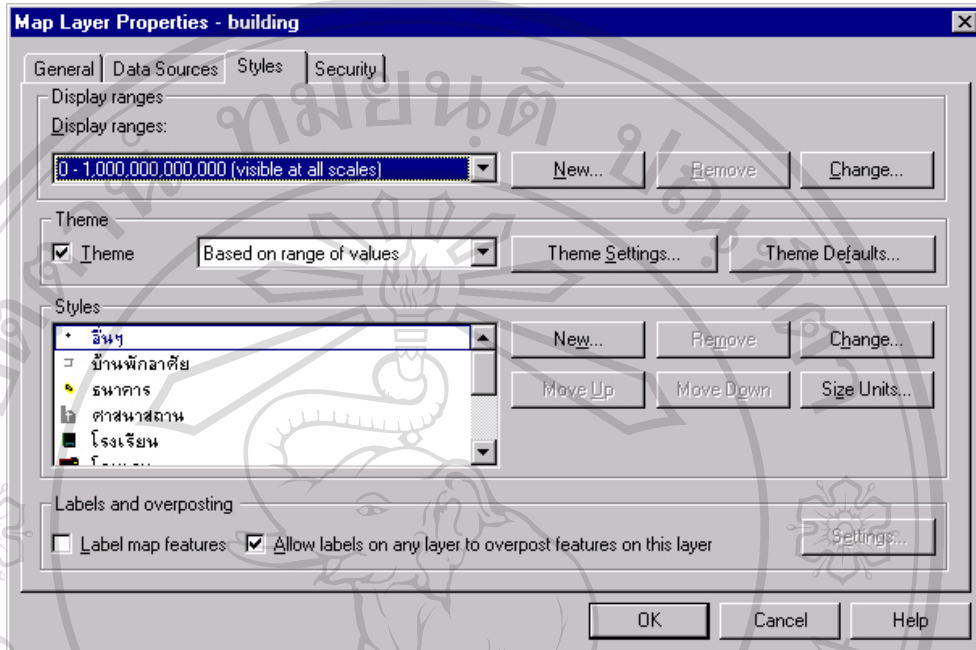 Map Layer Properties - building
General Data Sources Styles Security
Display ranges
Display ranges:
0 - 1,000,000,000,000 (visible at all scales) New... Remove Change...
Theme
Theme Based on range of values Theme Settings... Theme Defaults...
Styles
อื่นๆ New... Remove Change...
บ้านพักอาศัย
ธนาคาร Move Up Move Down Size Units...
ศาสนาสถาน
โรงเรียน
Labels and overposting
Label map features Allow labels on any layer to overpost features on this layer Settings...
OK Cancel Help